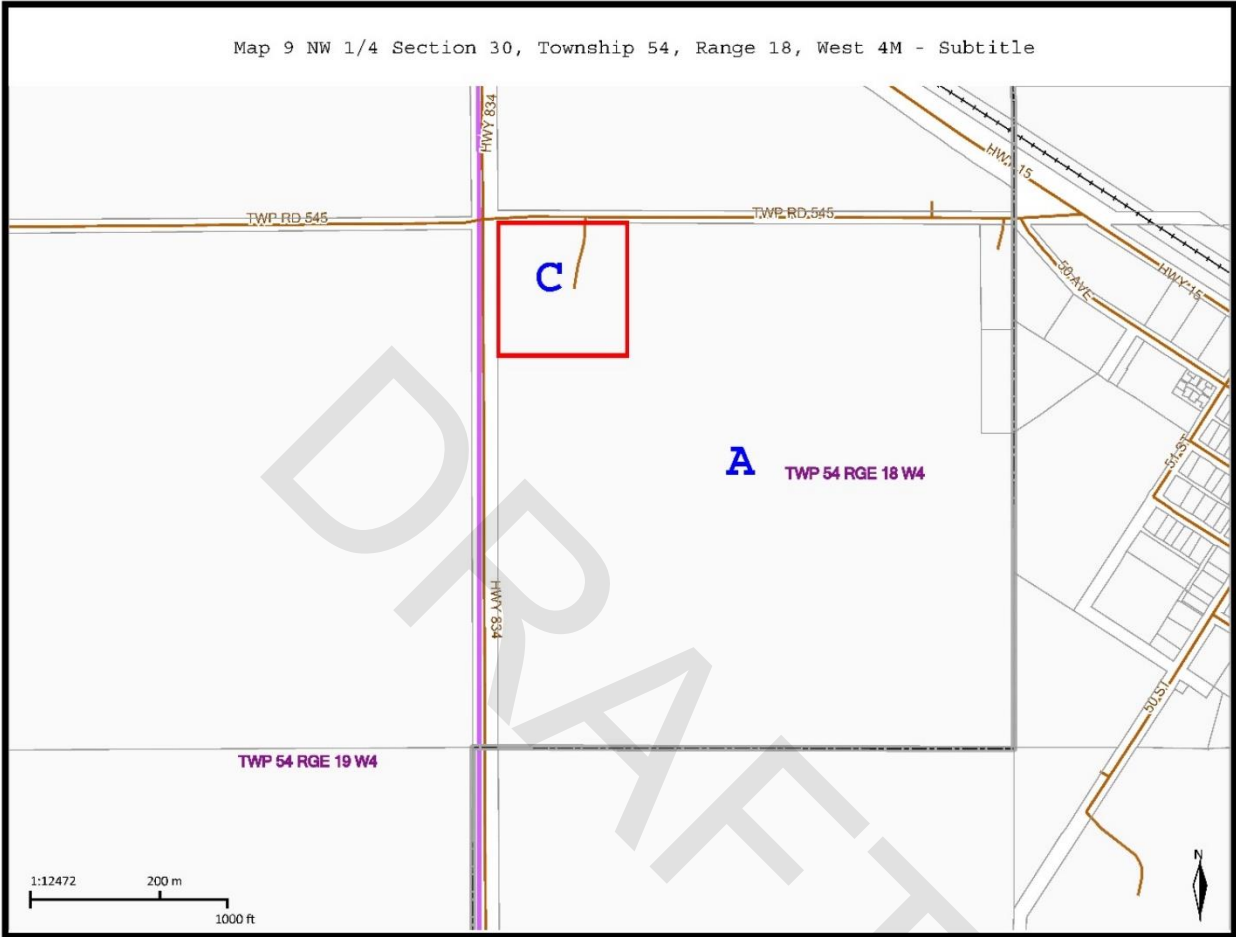 Map 9 NW 1/4 Section 30, Township 54, Range 18, West 4M - Subtitle
HWY 834
HWY 15
TWP RD 545
TWP RD 545
C
50 AVE
HWY 15
A
TWP 54 RGE 18 W4
51 ST
HWY 834
50 ST
TWP 54 RGE 19 W4
DRAFT
1:12472
200 m
1000 ft
N